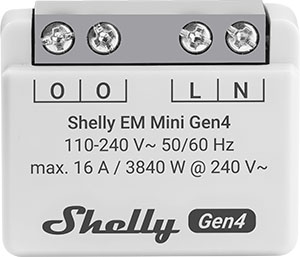 O O L N
Shelly EM Mini Gen4
110-240 V~ 50/60 Hz
max. 16 A / 3840 W @ 240 V~
Shelly Gen4